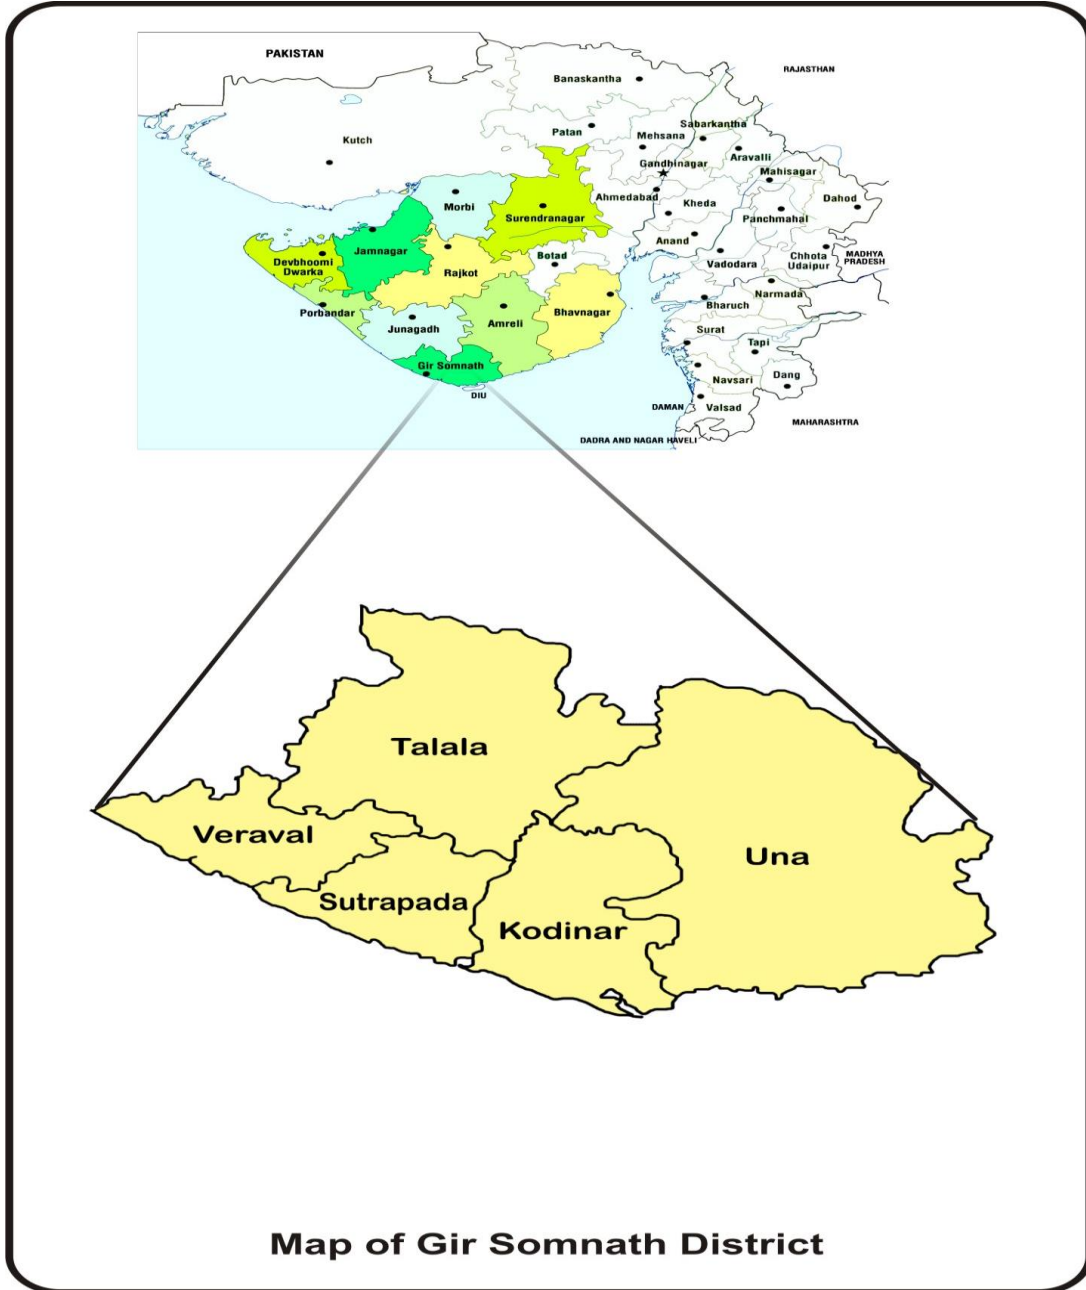 PAKISTAN
RAJASTHAN
Banaskantha
Patan
Sabarkantha
Mehsana
Kutch
Aravalli
Gandhinagar
Mahisagar
Ahmedabad
Dahod
Morbi
Kheda
Surendranagar
Panchmahal
Anand
Jamnagar
Botad
Chhota
Udaipur
MADHYA
PRADESH
Devbhoomi
Dwarka
Rajkot
Vadodara
Narmada
Porbandar
Bhavnagar
Bharuch
Junagadh
Amreli
Surat
Tapi
Gir Somnath
Dang
Navsari
DIU
DAMAN
Valsad
MAHARASHTRA
DADRA AND NAGAR HAVELI
Talala
Veraval
Una
Sutrapada
Kodinar
Map of Gir Somnath District